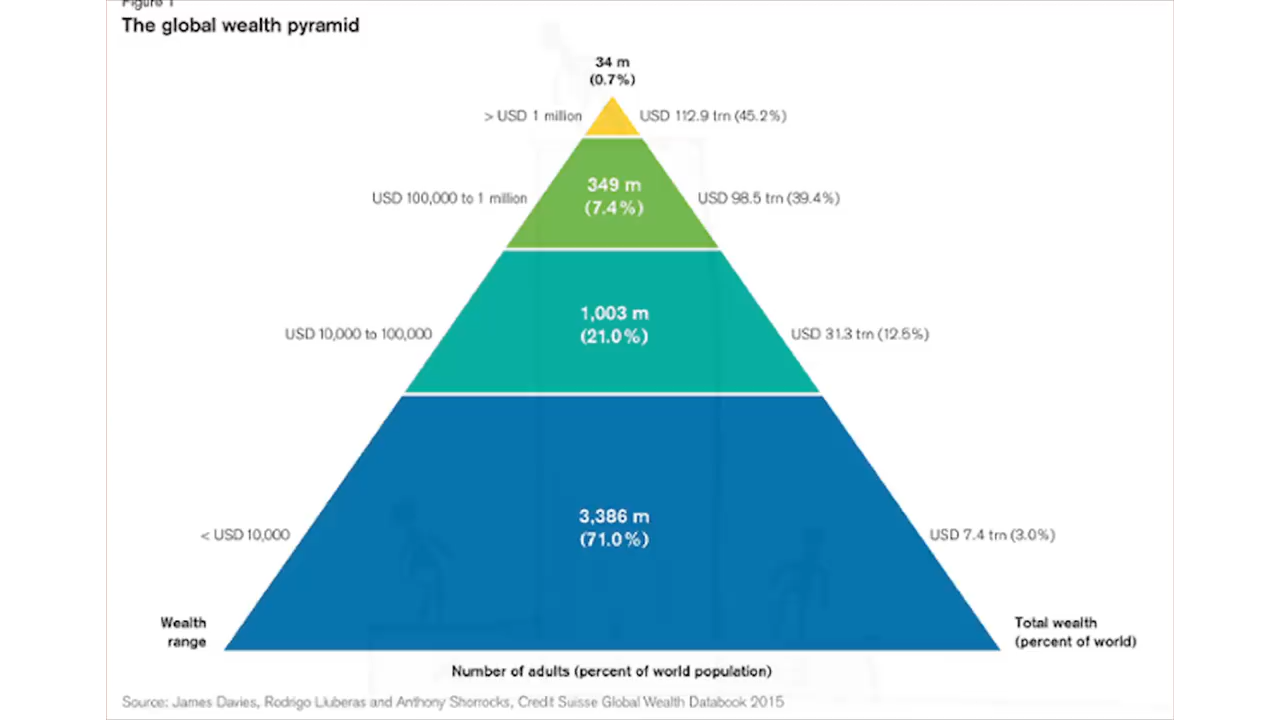 Figure 1
The global wealth pyramid
34 m
(0.7%)
> USD 1 million
USD 112.9 trn (45.2%)
USD 100,000 to 1 million
349 m
(7.4%)
USD 98.5 trn (39.4%)
USD 10,000 to 100,000
1,003 m
(21.0%)
USD 31.3 trn (12.5%)
< USD 10,000
3,386 m
(71.0%)
USD 7.4 trn (3.0%)
Wealth
range
Total wealth
(percent of world)
Number of adults (percent of world population)
Source: James Davies, Rodrigo Lluberas and Anthony Shorrocks, Credit Suisse Global Wealth Databook 2015